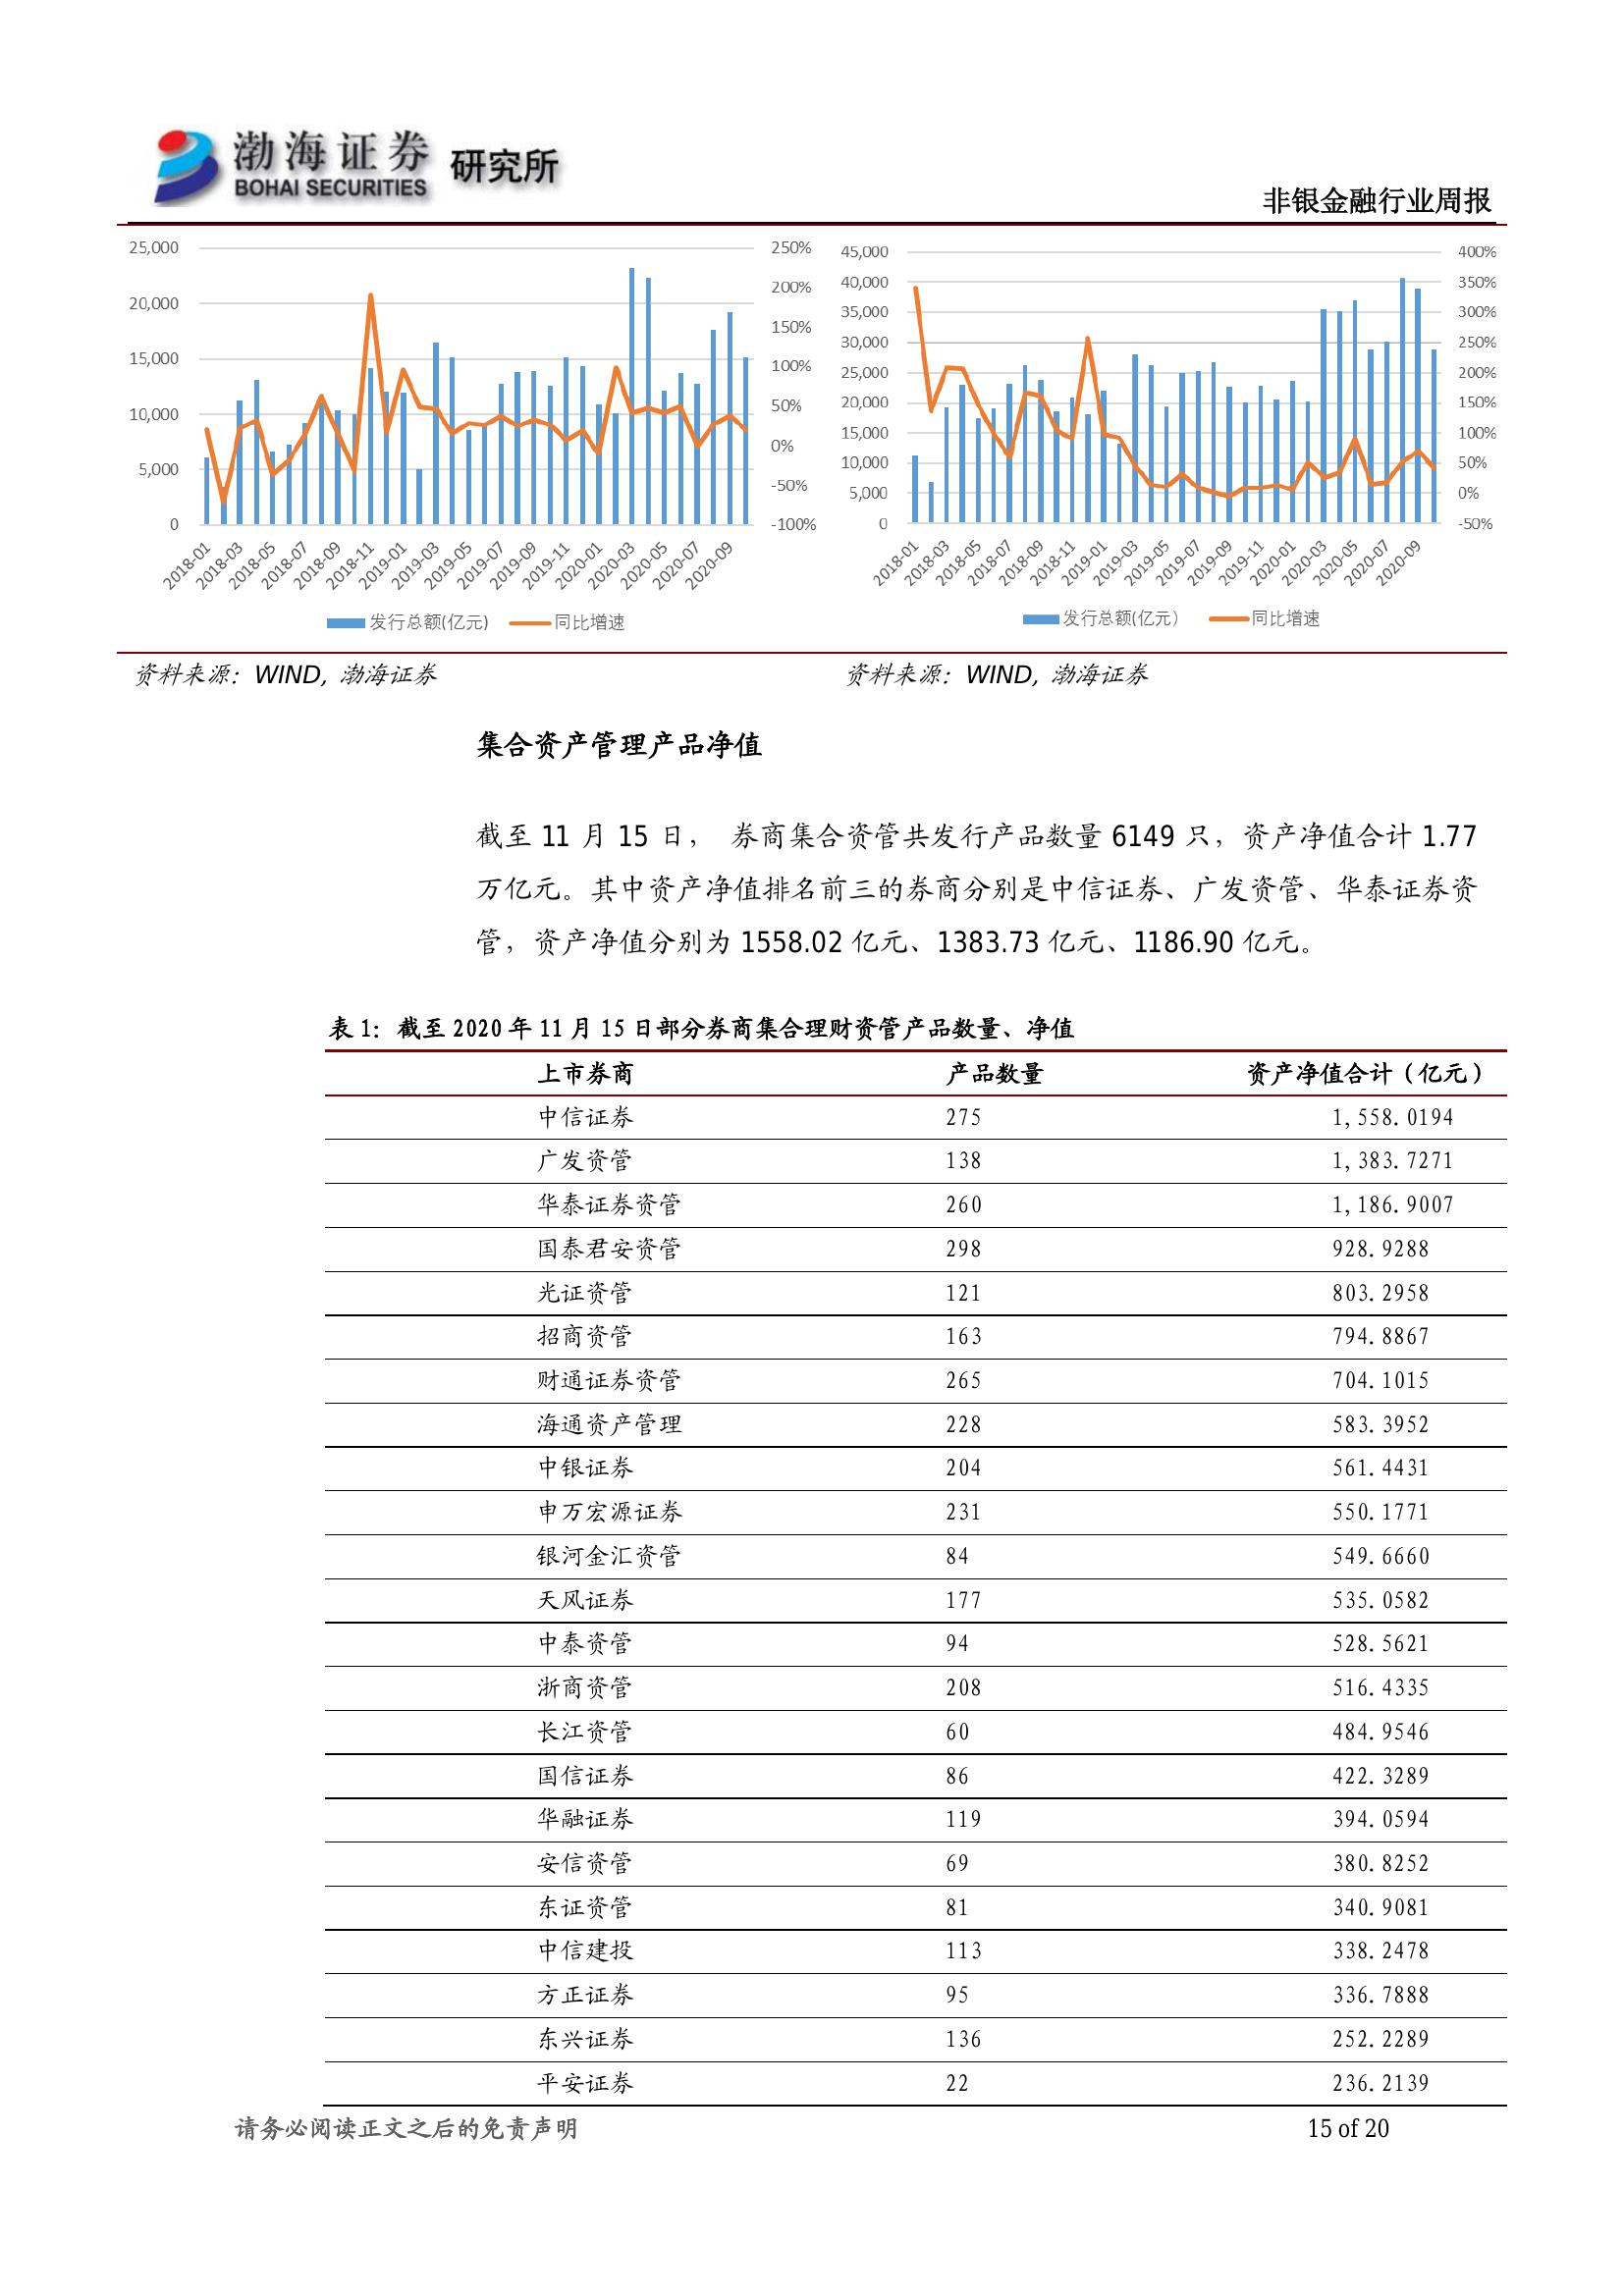 渤海证券 研究所
BOHAI SECURITIES
非银金融行业周报
25,000
20,000
15,000
10,000
5,000
0
250%
200%
150%
100%
50%
0%
-50%
-100%
2018-01 2018-03 2018-05 2018-07 2018-09 2018-11 2019-01 2019-03 2019-05 2019-07 2019-09 2019-11 2020-01 2020-03 2020-05 2020-07 2020-09
发行总额(亿元) 同比增速
45,000
40,000
35,000
30,000
25,000
20,000
15,000
10,000
5,000
0
400%
350%
300%
250%
200%
150%
100%
50%
0%
-50%
2018-01 2018-03 2018-05 2018-07 2018-09 2018-11 2019-01 2019-03 2019-05 2019-07 2019-09 2019-11 2020-01 2020-03 2020-05 2020-07 2020-09
发行总额(亿元） 同比增速
资料来源：WIND, 渤海证券 资料来源：WIND, 渤海证券
集合资产管理产品净值
截至 11 月 15 日， 券商集合资管共发行产品数量 6149 只，资产净值合计 1.77
万亿元。其中资产净值排名前三的券商分别是中信证券、广发资管、华泰证券资
管，资产净值分别为 1558.02 亿元、1383.73 亿元、1186.90 亿元。
表 1：截至 2020 年 11 月 15 日部分券商集合理财资管产品数量、净值
上市券商 产品数量 资产净值合计（亿元）
中信证券 275 1,558.0194
广发资管 138 1,383.7271
华泰证券资管 260 1,186.9007
国泰君安资管 298 928.9288
光证资管 121 803.2958
招商资管 163 794.8867
财通证券资管 265 704.1015
海通资产管理 228 583.3952
中银证券 204 561.4431
申万宏源证券 231 550.1771
银河金汇资管 84 549.6660
天风证券 177 535.0582
中泰资管 94 528.5621
浙商资管 208 516.4335
长江资管 60 484.9546
国信证券 86 422.3289
华融证券 119 394.0594
安信资管 69 380.8252
东证资管 81 340.9081
中信建投 113 338.2478
方正证券 95 336.7888
东兴证券 136 252.2289
平安证券 22 236.2139
请务必阅读正文之后的免责声明 15 of 20